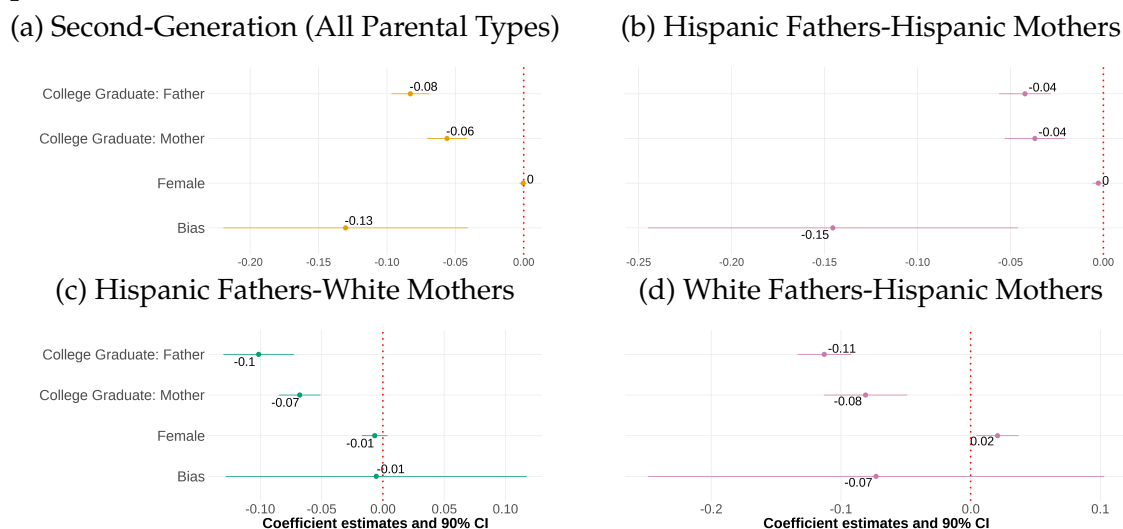 (a) Second-Generation (All Parental Types)
College Graduate: Father
College Graduate: Mother
Female
Bias
-0.08
-0.06
0
-0.13
-0.20 -0.15 -0.10 -0.05 0.00
(b) Hispanic Fathers-Hispanic Mothers
-0.04
-0.04
0
-0.15
-0.25 -0.20 -0.15 -0.10 -0.05 0.00
(c) Hispanic Fathers-White Mothers
College Graduate: Father
College Graduate: Mother
Female
Bias
-0.1
-0.07
-0.01
-0.01
-0.10 -0.05 0.00 0.05 0.10
Coefficient estimates and 90% CI
(d) White Fathers-Hispanic Mothers
-0.11
-0.08
0.02
-0.07
-0.2 -0.1 0.0 0.1
Coefficient estimates and 90% CI